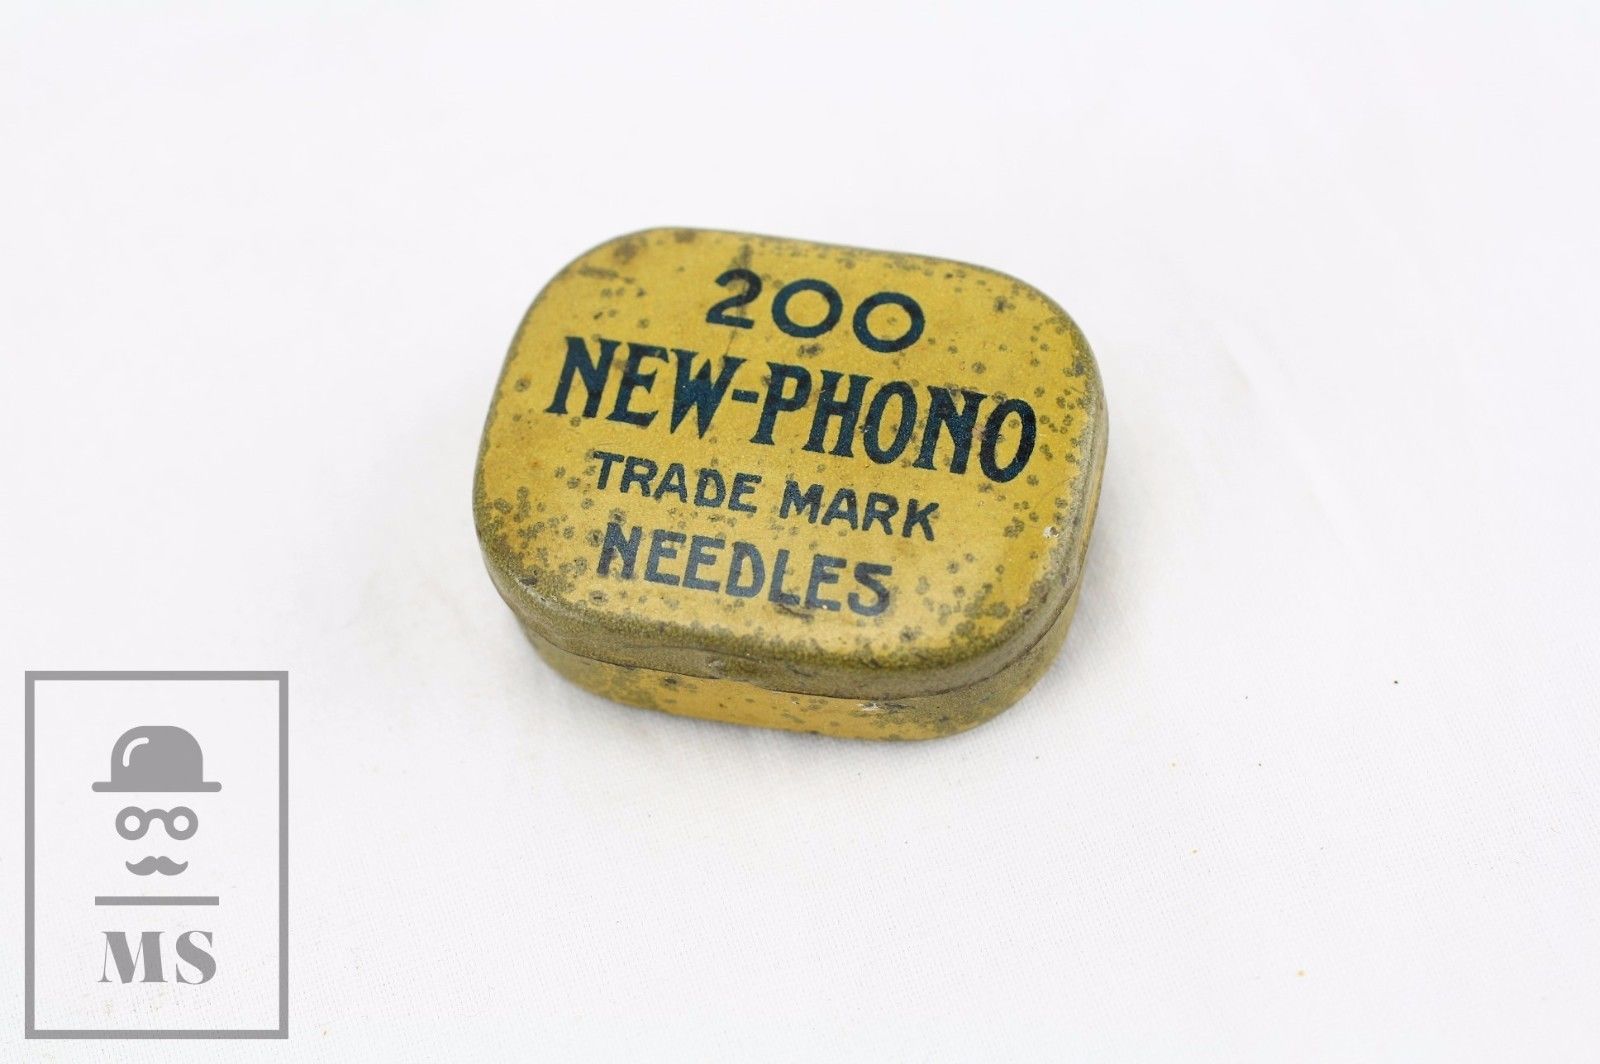 200
NEW-PHONO
TRADE MARK
NEEDLES
MS